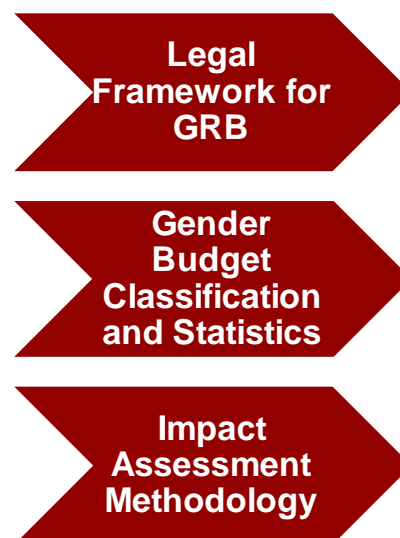 Legal
Framework for
GRB
Gender
Budget
Classification
and Statistics
Impact
Assessment
Methodology